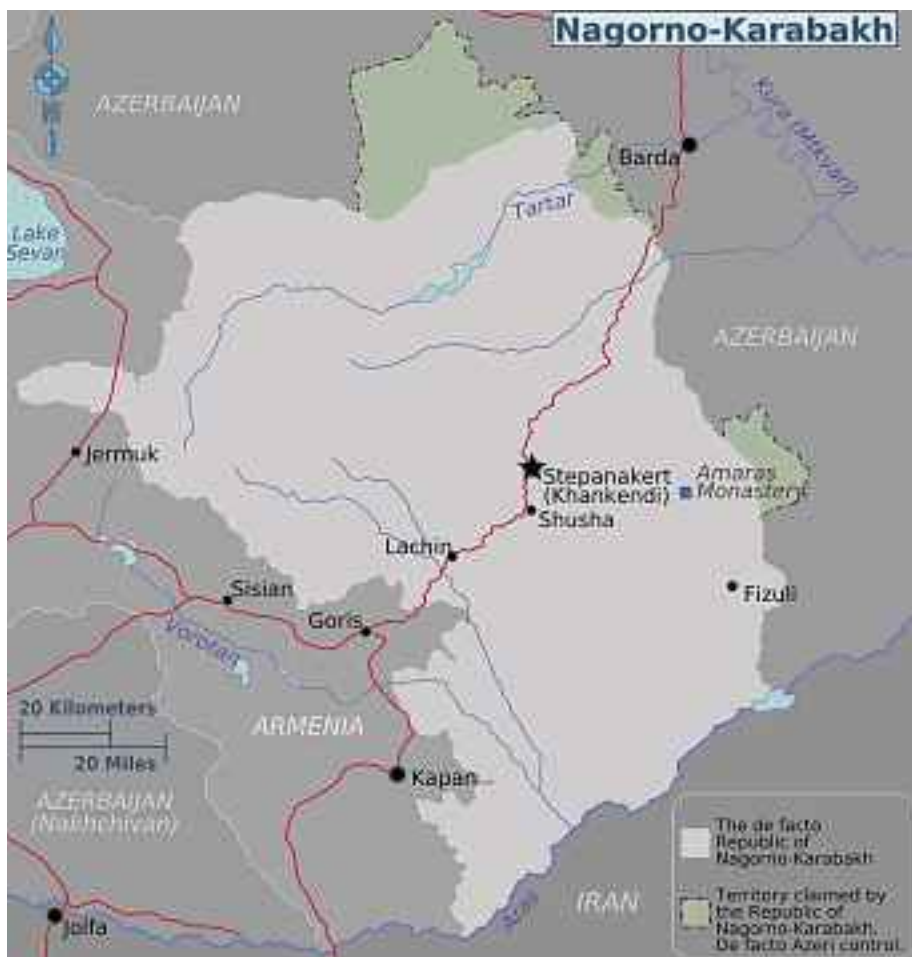 Nagorno-Karabakh
N
AZERBAIJAN
Kura (Mtkvari)
Barda
Tartar
Lake
Sevan
AZERBAIJAN
Jermuk
Stepanakert
(Khankendi)
Amaras
Monastery
Shusha
Lachin
Sisian
Fizuli
Goris
Vorotan
20 Kilometers
20 Miles
ARMENIA
Kapan
AZERBAIJAN
(Nakhchivan)
The de facto
Republic of
Nagorno-Karabakh
Territory claimed by
the Republic of
Nagorno-Karabakh.
De facto Azeri control.
IRAN
Jolfa